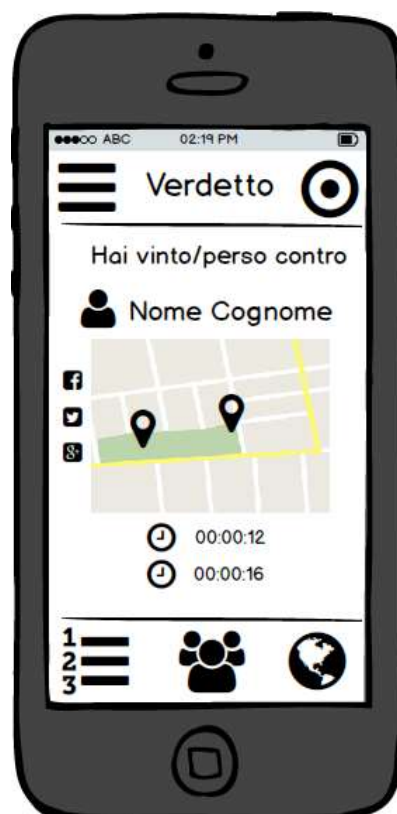 ABC 02:19 PM
Verdetto
Hai vinto/perso contro
Nome Cognome
00:00:12
00:00:16
1
2
3